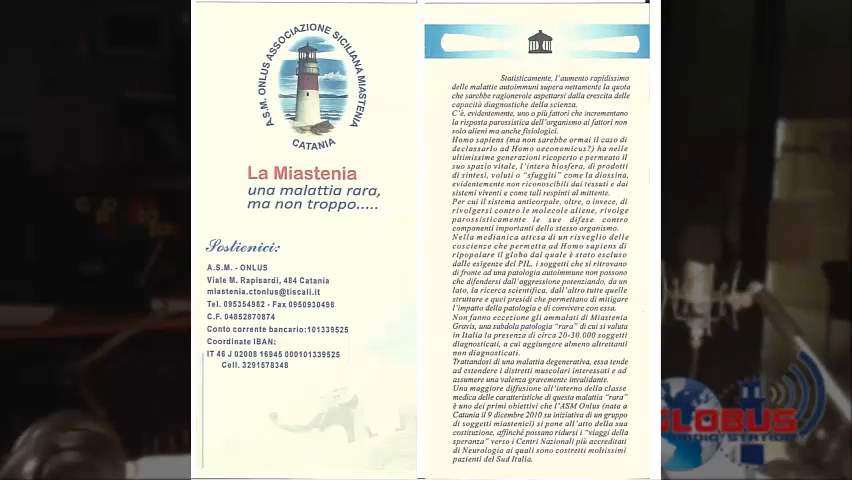 A.S.M. ONLUS ASSOCIAZIONE SICILIANA MIASTENIA
CATANIA
La Miastenia
una malattia rara,
ma non troppo.....
Sostienici:
A.S.M. - ONLUS
Viale M. Rapisardi, 484 Catania
miastenia.ctonlus@tiscali.it
Tel. 095354982 - Fax 0950930498
C.F. 04852870874
Conto corrente bancario:101339525
Coordinate IBAN:
IT 46 J 02008 16945 000101339525
Cell. 3291578348
Statisticamente, l'aumento rapidissimo
delle malattie autoimmuni supera nettamente la quota
che sarebbe ragionevole aspettarsi dalla crescita delle
capacità diagnostiche della scienza.
C'è, evidentemente, uno o più fattori che incrementano
la risposta parossistica dell'organismo ai fattori non
solo alieni ma anche fisiologici.
Homo sapiens (ma non sarebbe ormai il caso di
declassarlo ad Homo oeconomicus?) ha nelle
ultimissime generazioni ricoperto e permeato il
suo spazio vitale, l'intera biosfera, di prodotti
di sintesi, voluti o "sfuggiti" come la diossina,
evidentemente non riconoscibili dai tessuti e dai
sistemi viventi e come tali respinti al mittente.
Per cui il sistema anticorpale, oltre, o invece, di
rivolgersi contro le molecole aliene, rivolge
parossisticamente le sue difese contro
componenti importanti dello stesso organismo.
Nella medianica attesa di un risveglio delle
coscienze che permetta ad Homo sapiens di
ripopolare il globo dal quale è stato escluso
dalle esigenze del PIL, i soggetti che si ritrovano
di fronte ad una patologia autoimmune non possono
che difendersi dall'aggressione potenziando, da un
lato, la ricerca scientifica, dall'altro tutte quelle
strutture e quei presidi che permettano di mitigare
l'impatto della patologia e di convivere con essa.
Non fanno eccezione gli ammalati di Miastenia
Gravis, una subdola patologia "rara" di cui si valuta
in Italia la presenza di circa 20-30.000 soggetti
diagnosticati, a cui aggiungere almeno altrettanti
non diagnosticati.
Trattandosi di una malattia degenerativa, essa tende
ad estendere i distretti muscolari interessati e ad
assumere una valenza gravemente invalidante.
Una maggiore diffusione all'interno della classe
medica delle caratteristiche di questa malattia "rara"
è uno dei primi obiettivi che l'ASM Onlus (nata a
Catania il 9 dicembre 2010 su iniziativa di un gruppo
di soggetti miastenici) si pone all'atto della sua
costituzione, affinché possano ridursi i "viaggi della
speranza" verso i Centri Nazionali più accreditati
di Neurologia ai quali sono costretti moltissimi
pazienti del Sud Italia.
GLOBUS
RADIO STATION